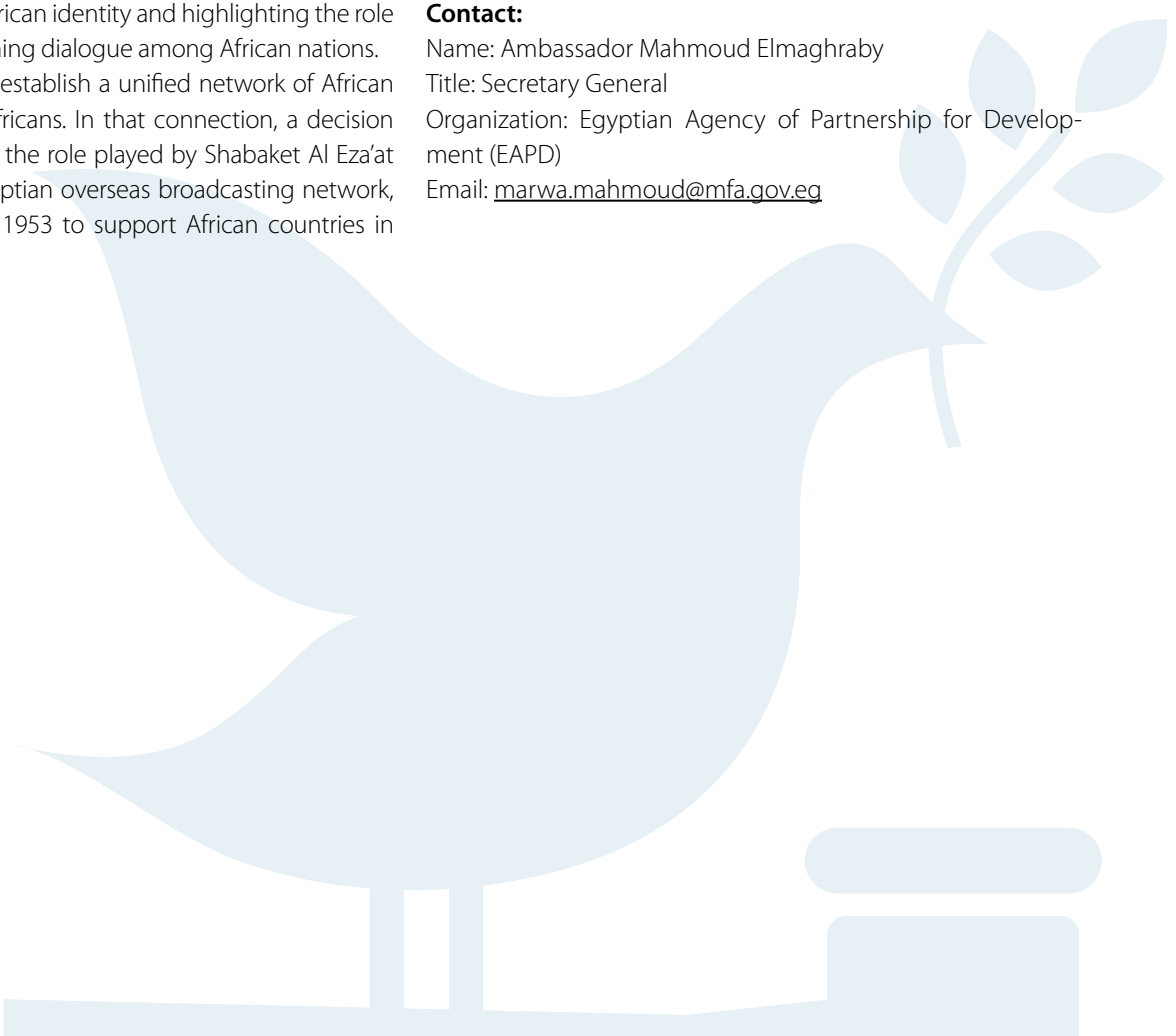 rican identity and highlighting the role
ning dialogue among African nations.
establish a unified network of African
fricans. In that connection, a decision
the role played by Shabaket Al Eza'at
ptian overseas broadcasting network,
1953 to support African countries in
Contact:
Name: Ambassador Mahmoud Elmaghraby
Title: Secretary General
Organization: Egyptian Agency of Partnership for Develop-
ment (EAPD)
Email: marwa.mahmoud@mfa.gov.eg